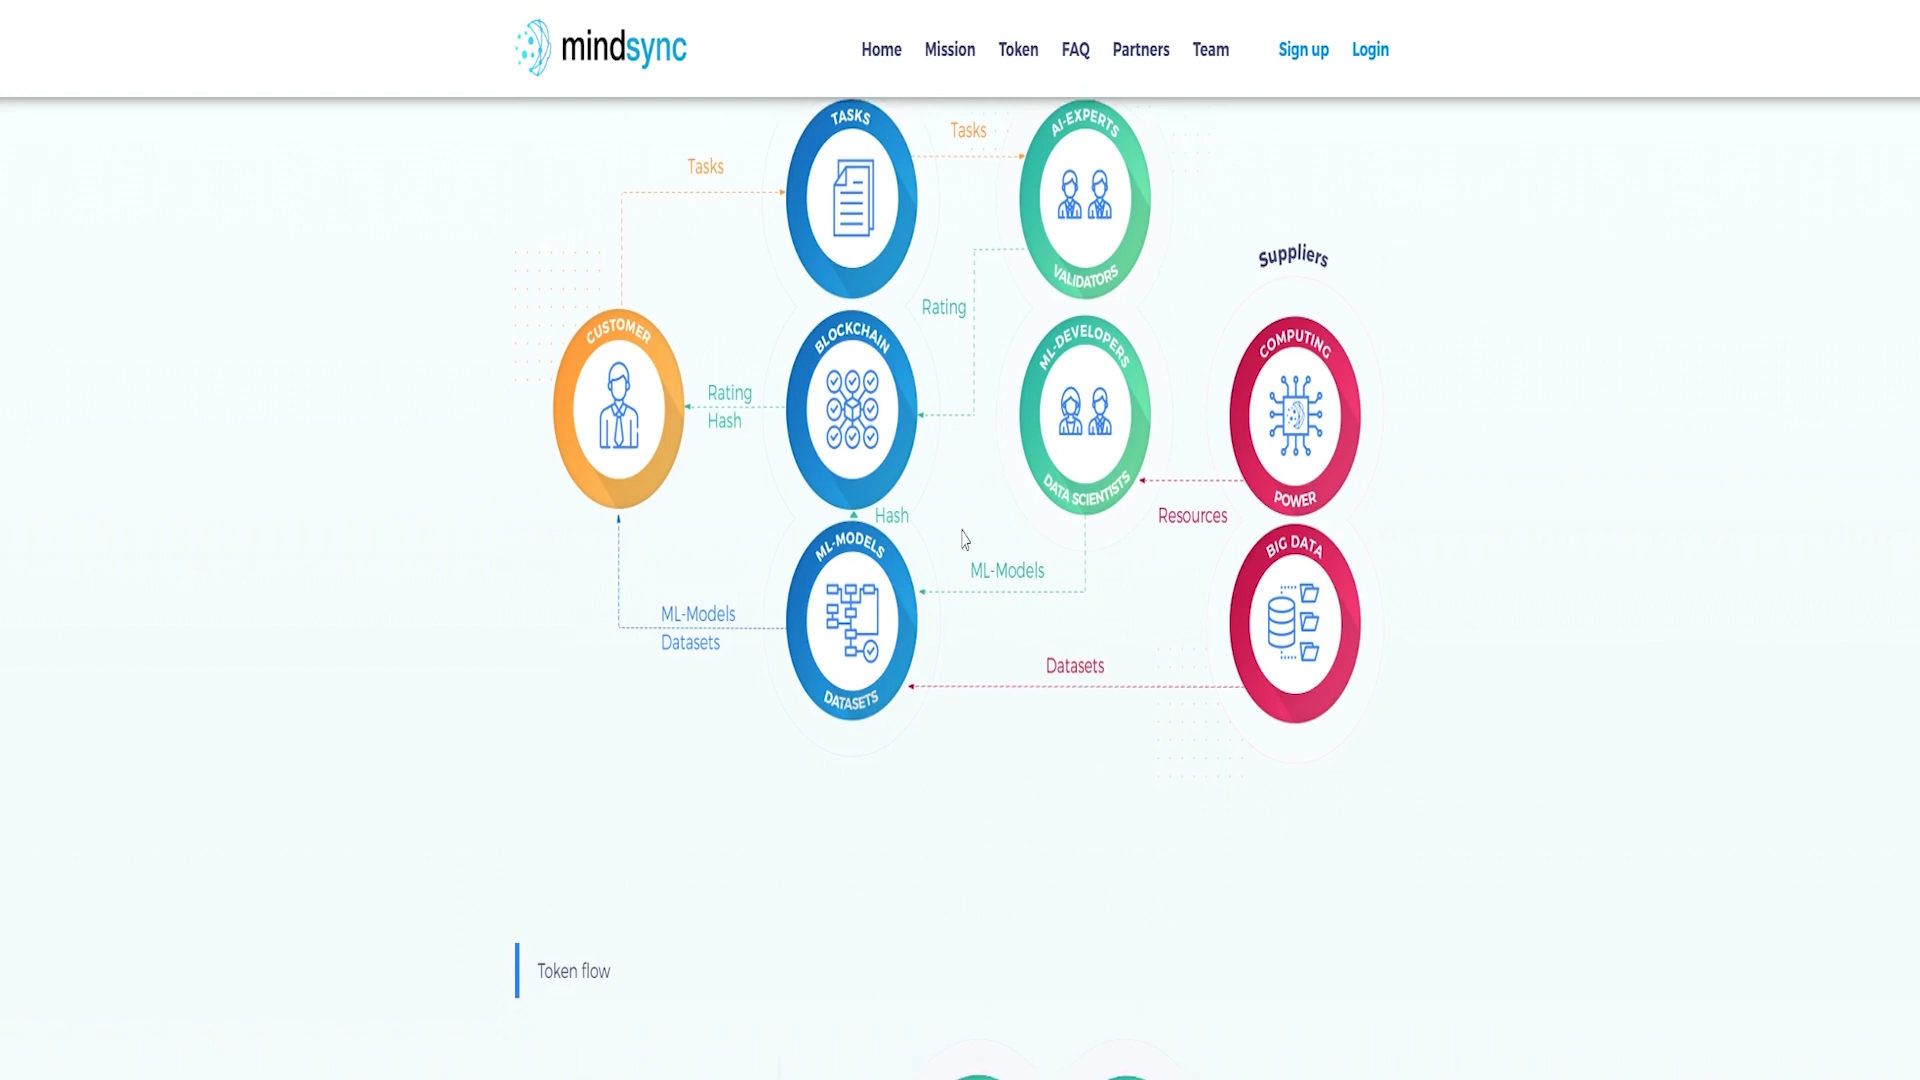 mindsync
Home Mission Token FAQ Partners Team Sign up Login
TASKS
Tasks
AI-EXPERTS
Tasks
VALIDATORS
Suppliers
Rating
CUSTOMER
BLOCKCHAIN
ML-DEVELOPERS
COMPUTING
Rating
Hash
DATA SCIENTISTS
POWER
Hash
Resources
ML-MODELS
BIG DATA
ML-Models
ML-Models
Datasets
Datasets
DATASETS
Token flow